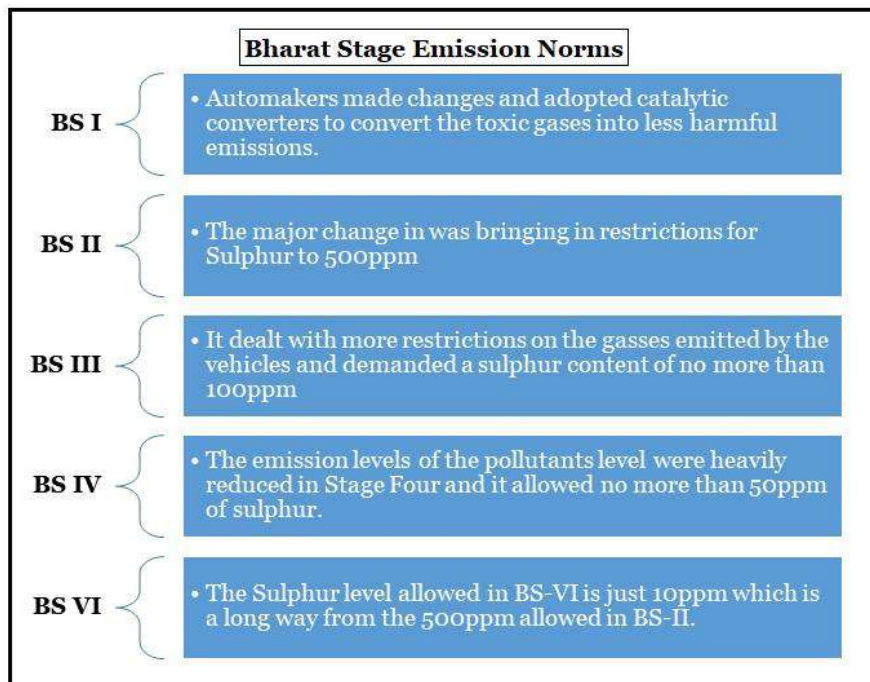 Bharat Stage Emission Norms
BS I
• Automakers made changes and adopted catalytic
converters to convert the toxic gases into less harmful
emissions.
BS II
• The major change in was bringing in restrictions for
Sulphur to 500ppm
BS III
• It dealt with more restrictions on the gasses emitted by the
vehicles and demanded a sulphur content of no more than
100ppm
BS IV
• The emission levels of the pollutants level were heavily
reduced in Stage Four and it allowed no more than 50ppm
of sulphur.
BS VI
• The Sulphur level allowed in BS-VI is just 10ppm which is
a long way from the 500ppm allowed in BS-II.